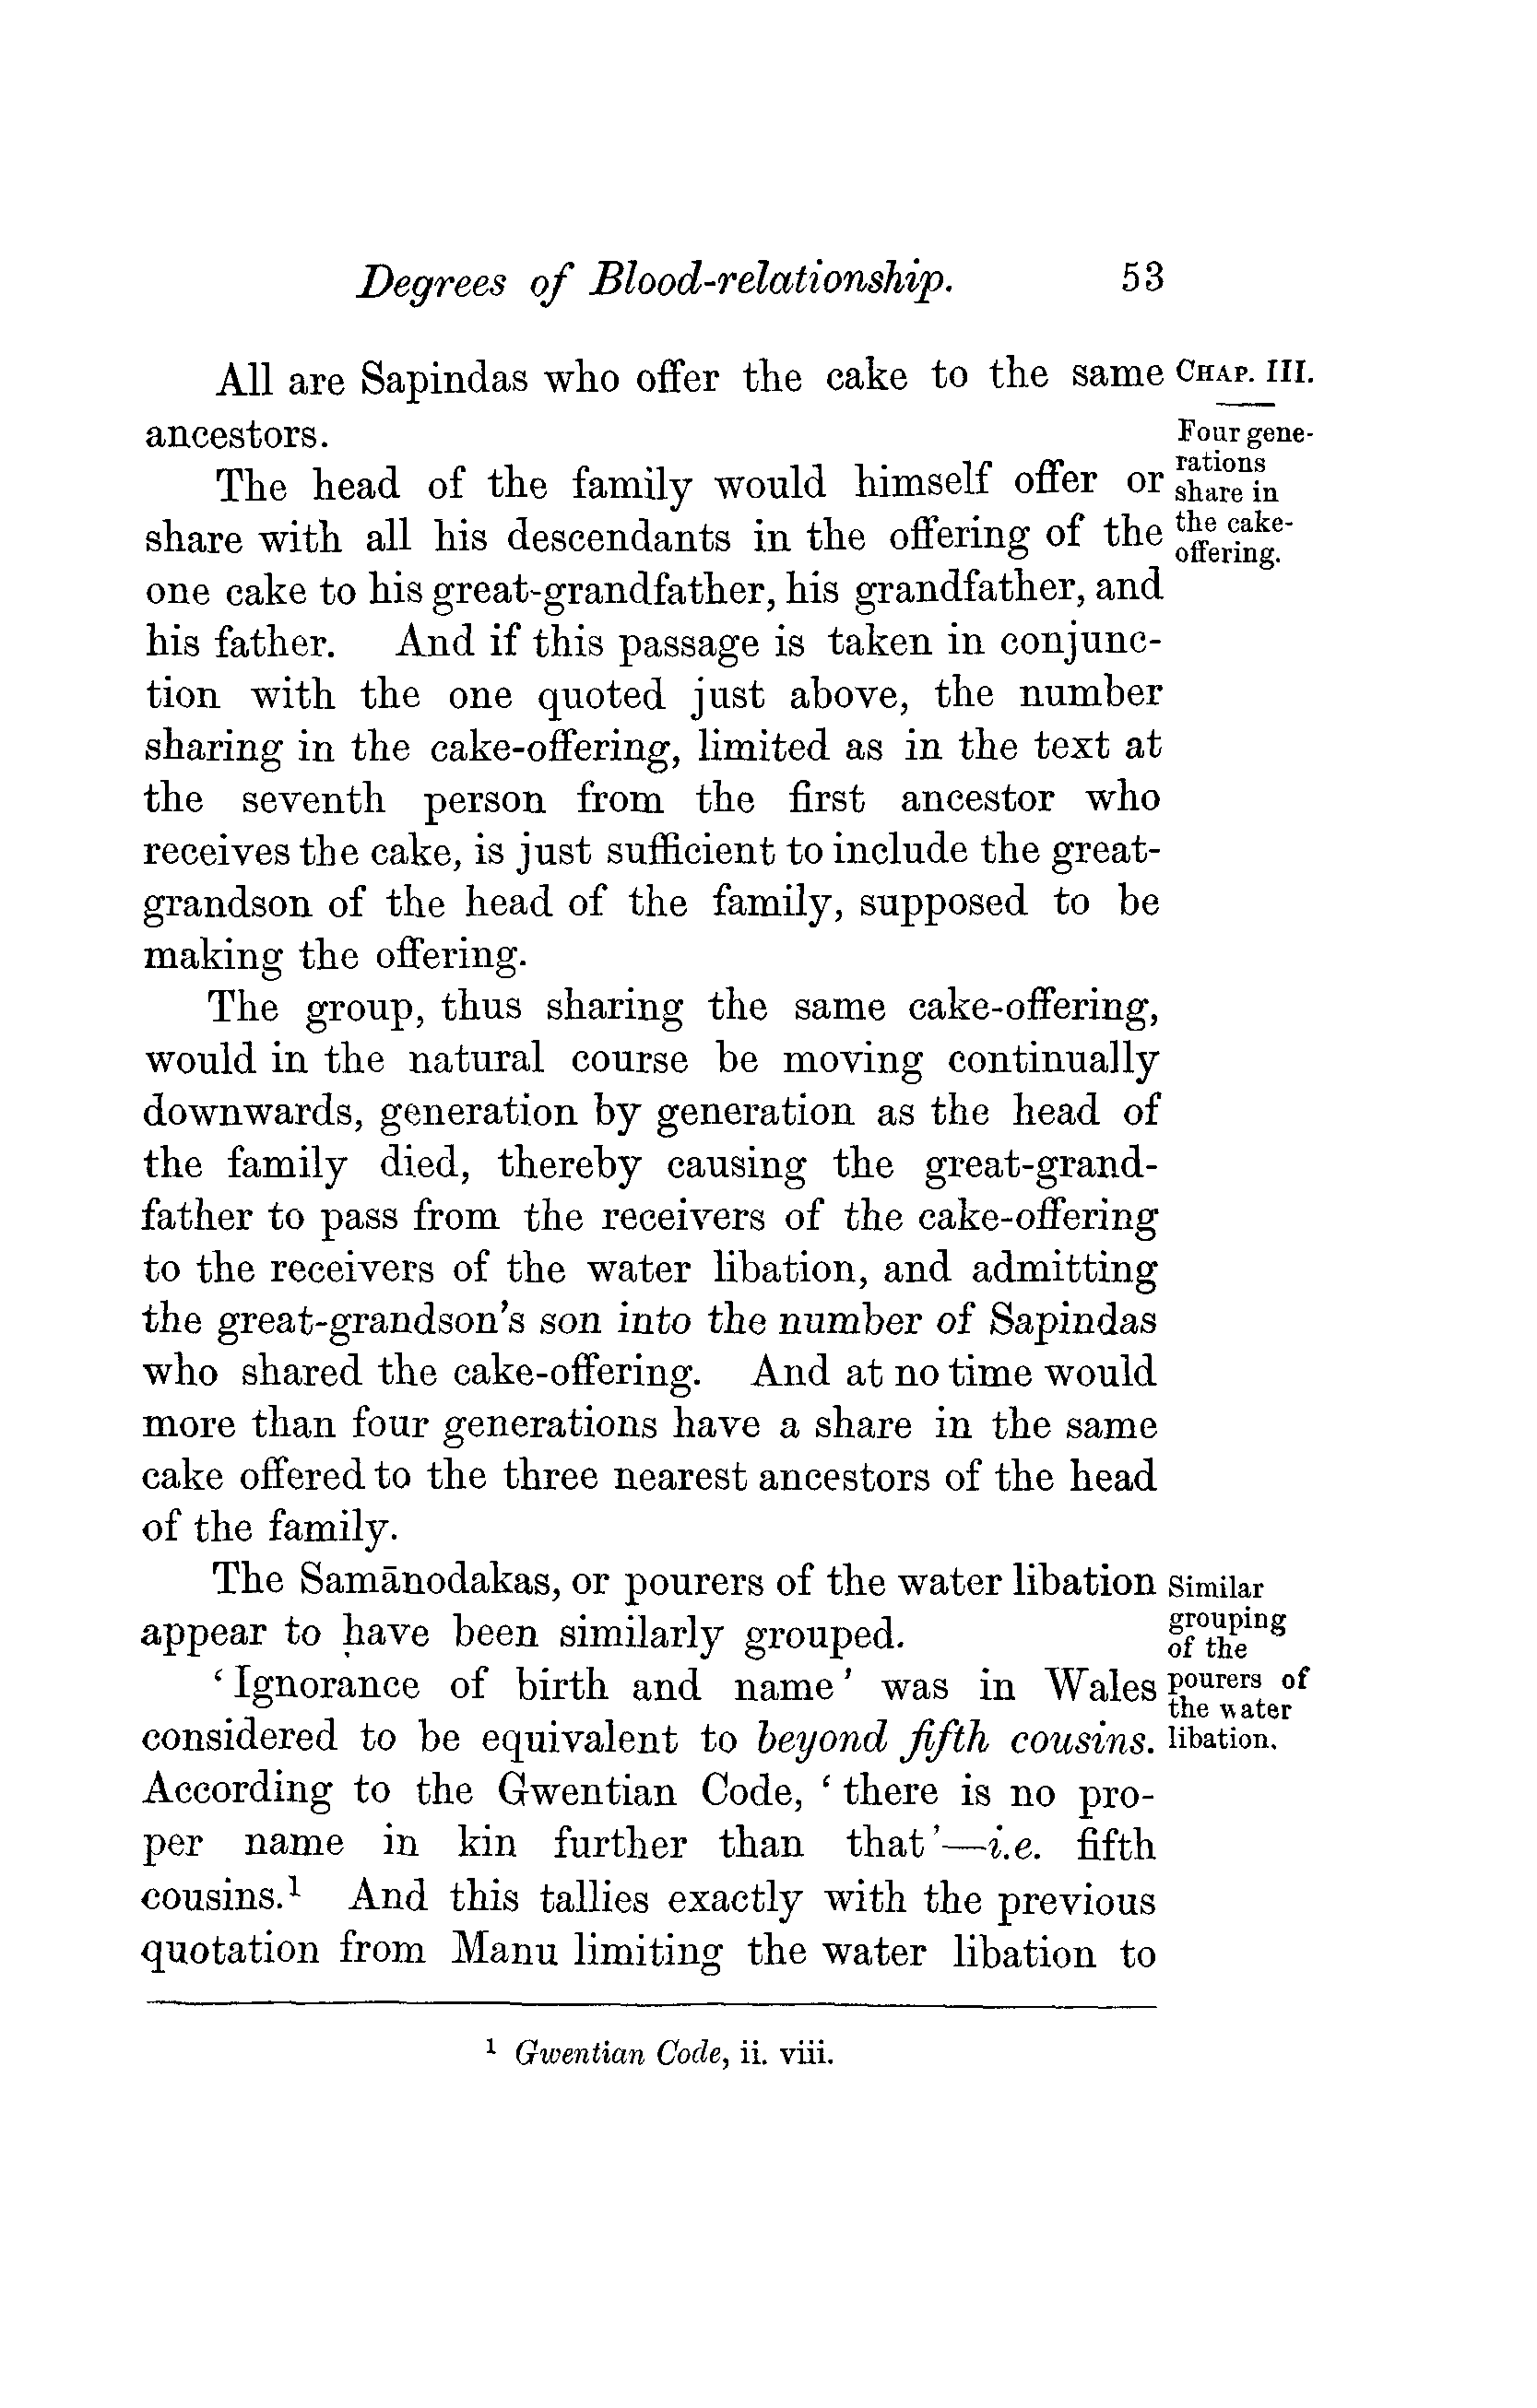 Degrees of Blood-relationship. 53
All are Sapindas who offer the cake to the same
ancestors.
The head of the family would himself offer or
share with all his descendants in the offering of the
one cake to his great-grandfather, his grandfather, and
his father. And if this passage is taken in conjunc-
tion with the one quoted just above, the number
sharing in the cake-offering, limited as in the text at
the seventh person from the first ancestor who
receives the cake, is just sufficient to include the great-
grandson of the head of the family, supposed to be
making the offering.
The group, thus sharing the same cake-offering,
would in the natural course be moving continually
downwards, generation by generation as the head of
the family died, thereby causing the great-grand-
father to pass from the receivers of the cake-offering
to the receivers of the water libation, and admitting
the great-grandson's son into the number of Sapindas
who shared the cake-offering. And at no time would
more than four generations have a share in the same
cake offered to the three nearest ancestors of the head
of the family.
The Samānodakas, or pourers of the water libation
appear to have been similarly grouped.
‘Ignorance of birth and name’ was in Wales
considered to be equivalent to beyond fifth cousins.
According to the Gwentian Code, ‘there is no pro-
per name in kin further than that’—i.e. fifth
cousins.¹ And this tallies exactly with the previous
quotation from Manu limiting the water libation to
CHAP. III.
Four gene-
rations
share in
the cake-
offering.
Similar
grouping
of the
pourers of
the water
libation.
¹ Gwentian Code, ii. viii.